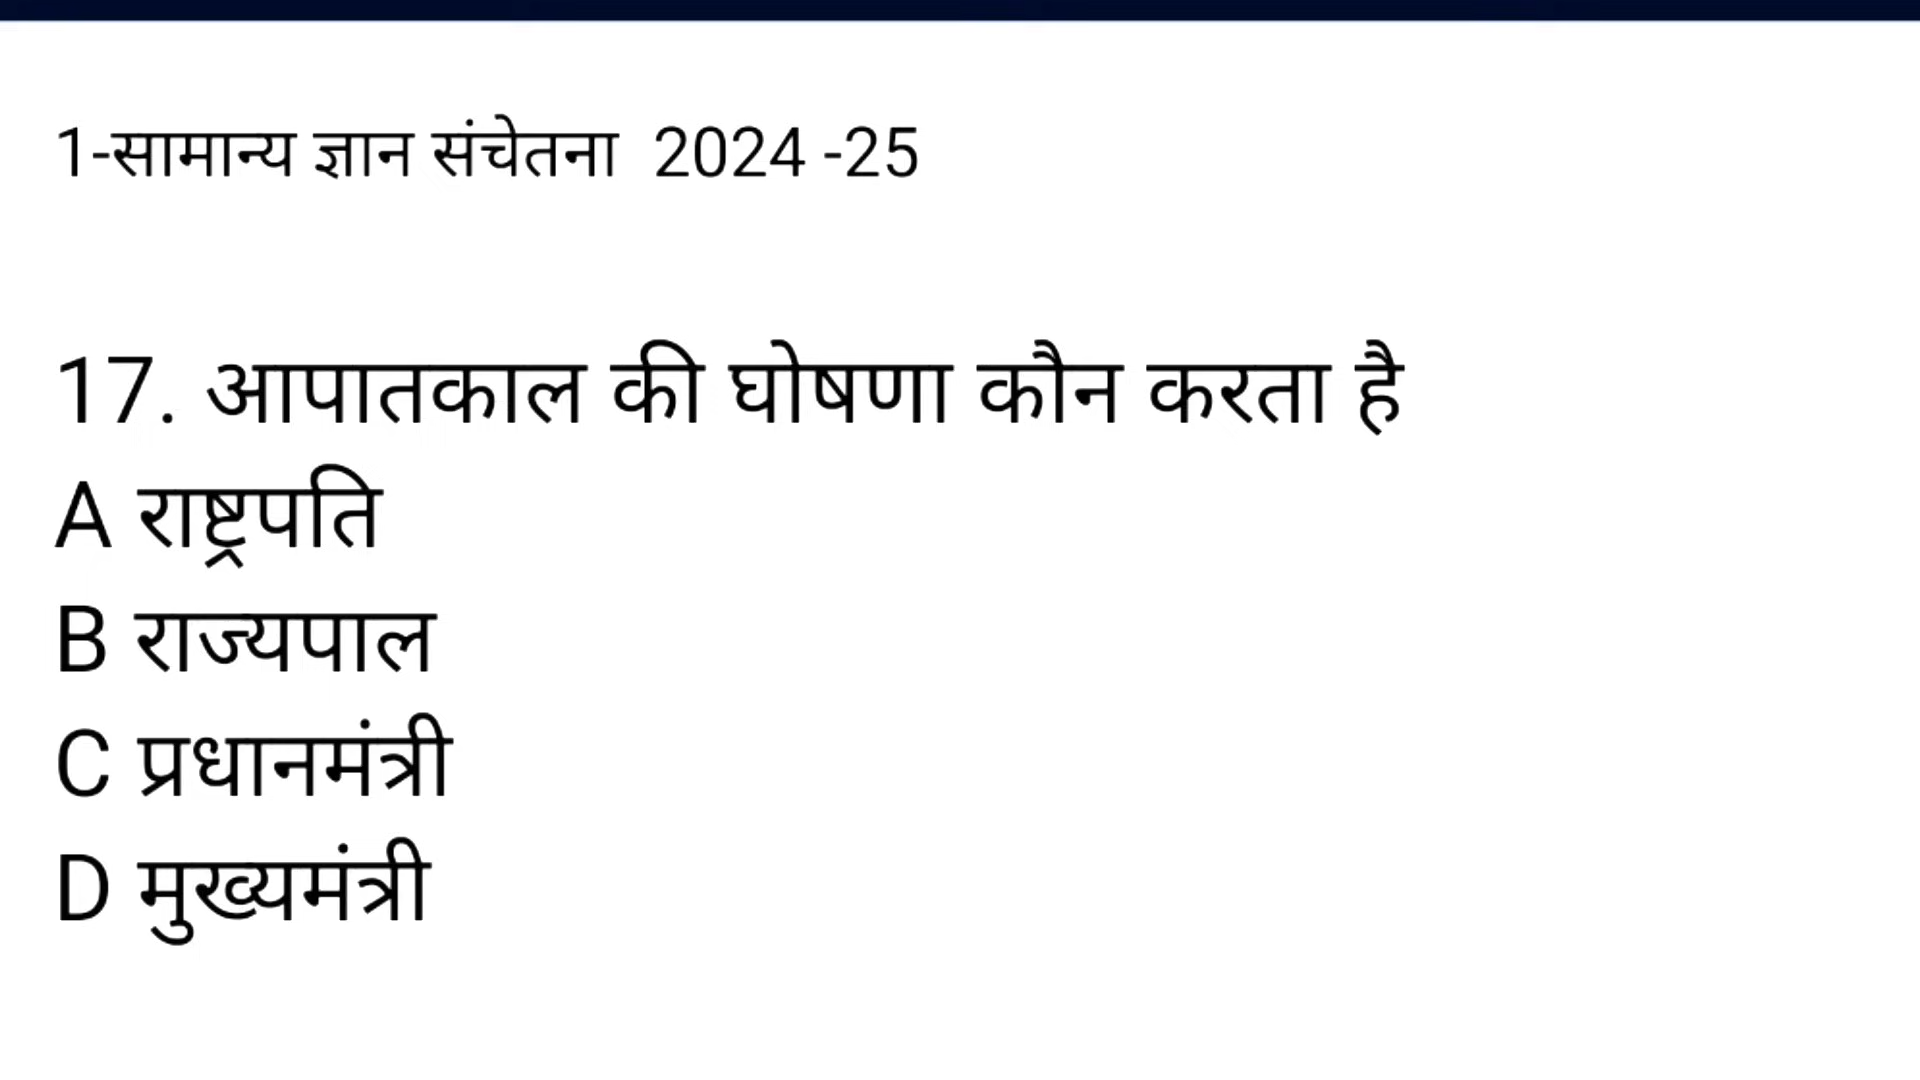 1-सामान्य ज्ञान संचेतना 2024 -25
17. आपातकाल की घोषणा कौन करता है
A राष्ट्रपति
B राज्यपाल
C प्रधानमंत्री
D मुख्यमंत्री